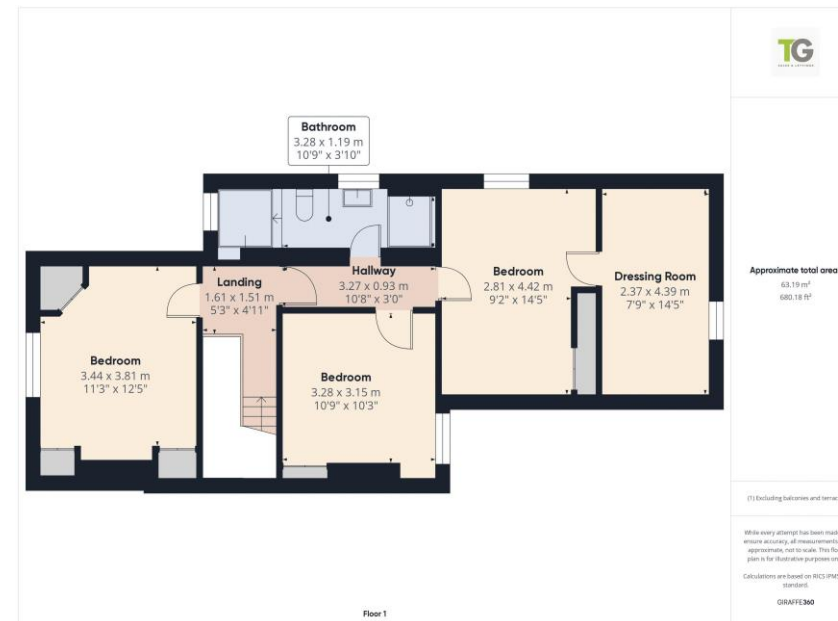 Bathroom
3.28 x 1.19 m
10'9" x 3'10"
Landing
1.61 x 1.51 m
5'3" x 4'11"
Hallway
3.27 x 0.93 m
10'8" x 3'0"
Bedroom
2.81 x 4.42 m
9'2" x 14'5"
Dressing Room
2.37 x 4.39 m
7'9" x 14'5"
Bedroom
3.44 x 3.81 m
11'3" x 12'5"
Bedroom
3.28 x 3.15 m
10'9" x 10'3"
Floor 1
TG
Approximate total area
63.19 m²
680.18 ft²
(1) Excluding balconies and terrac
While every attempt has been made
ensure accuracy, all measurements
approximate, not to scale. This flo
plan is for illustrative purposes on
Calculations are based on RICS IPMS
standard.
GIRAFFE360